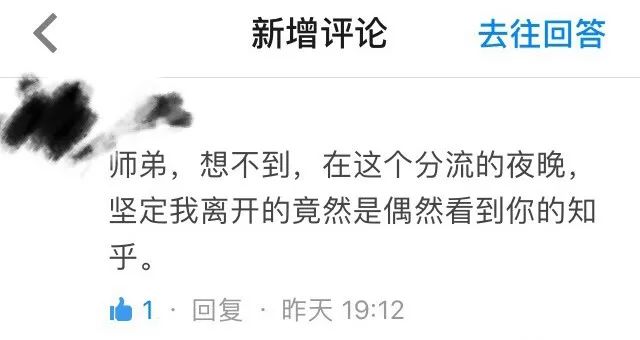 新增评论
去往回答
师弟，想不到，在这个分流的夜晚，
坚定我离开的竟然是偶然看到你的知
乎。
1 · 回复 · 昨天 19:12